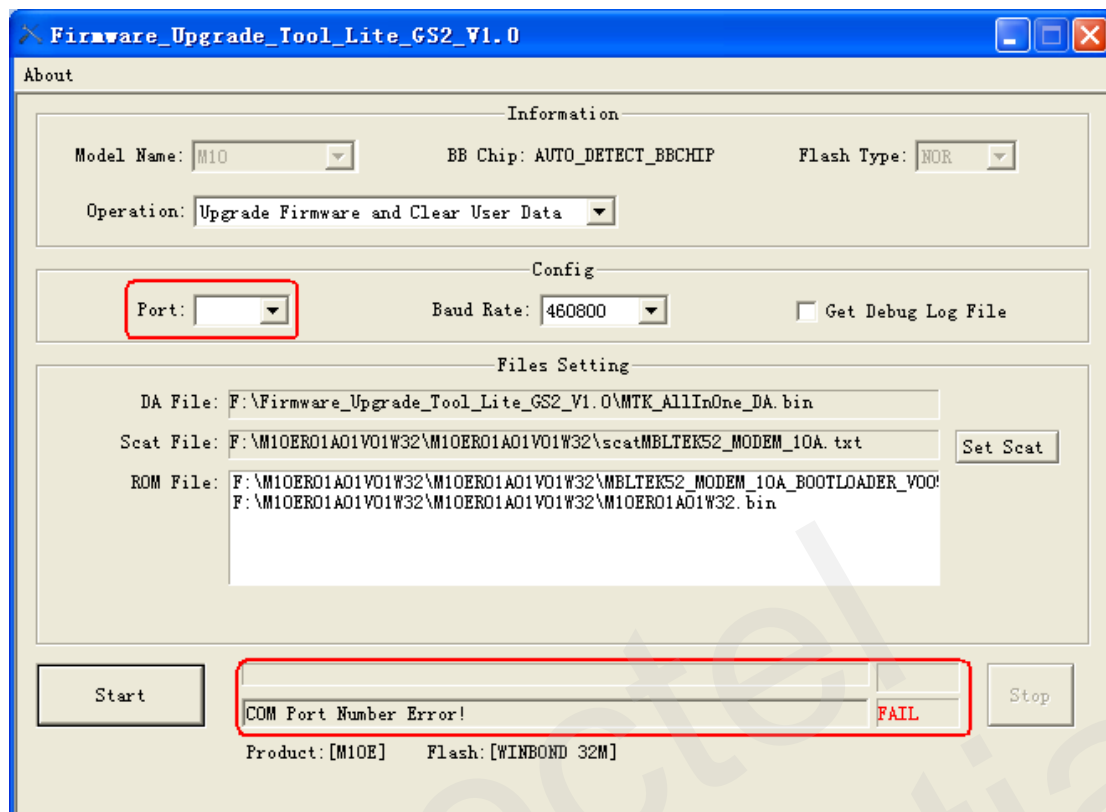 Firmware_Upgrade_Tool_Lite_GS2_V1.0
About
Information
Model Name: M10 BB Chip: AUTO_DETECT_BBCHIP Flash Type: NOR
Operation: Upgrade Firmware and Clear User Data
Config
Port: Baud Rate: 460800 Get Debug Log File
Files Setting
DA File: F:\Firmware_Upgrade_Tool_Lite_GS2_V1.0\MTK_AllInOne_DA.bin
Scat File: F:\M10ER01A01V01W32\M10ER01A01V01W32\scatMBLTEK52_MODEM_10A.txt Set Scat
ROM File: F:\M10ER01A01V01W32\M10ER01A01V01W32\MBLTEK52_MODEM_10A_BOOTLOADER_V005
F:\M10ER01A01V01W32\M10ER01A01V01W32\M10ER01A01W32.bin
Start Stop
COM Port Number Error! FAIL
Product:[M10E] Flash:[WINBOND 32M]